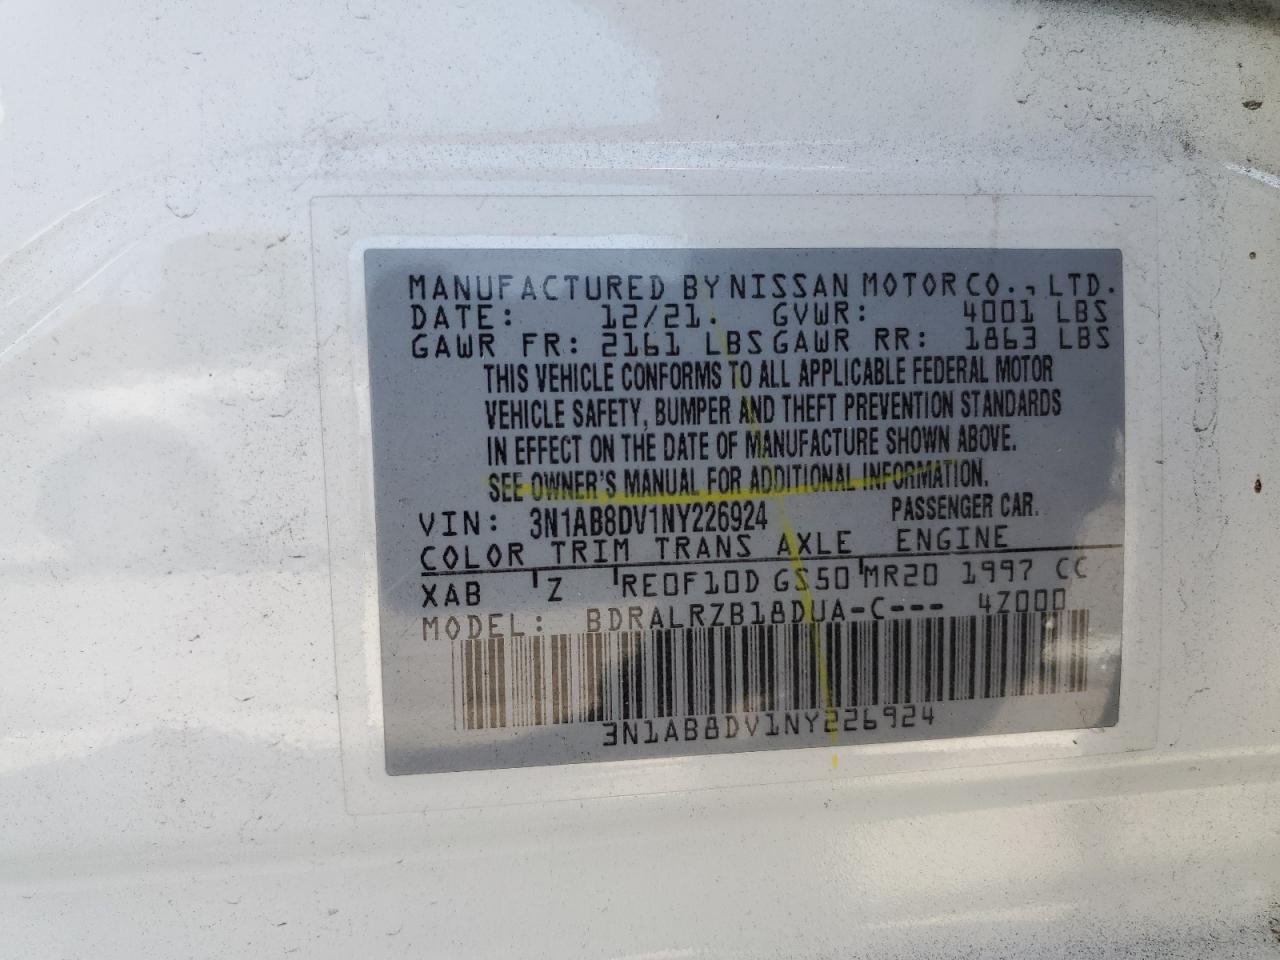 MANUFACTURED BY NISSAN MOTOR CO., LTD.
DATE: 12/21. GVWR: 4001 LBS
GAWR FR: 2161 LBS GAWR RR: 1863 LBS
THIS VEHICLE CONFORMS TO ALL APPLICABLE FEDERAL MOTOR
VEHICLE SAFETY, BUMPER AND THEFT PREVENTION STANDARDS
IN EFFECT ON THE DATE OF MANUFACTURE SHOWN ABOVE.
SEE OWNER'S MANUAL FOR ADDITIONAL INFORMATION.
VIN: 3N1AB8DV1NY226924 PASSENGER CAR.
COLOR TRIM TRANS AXLE ENGINE
XAB Z RE0F10D GS50 MR20 1997 CC
MODEL: BDRALRZB18DUA-C--- 4Z000
3N1AB8DV1NY226924